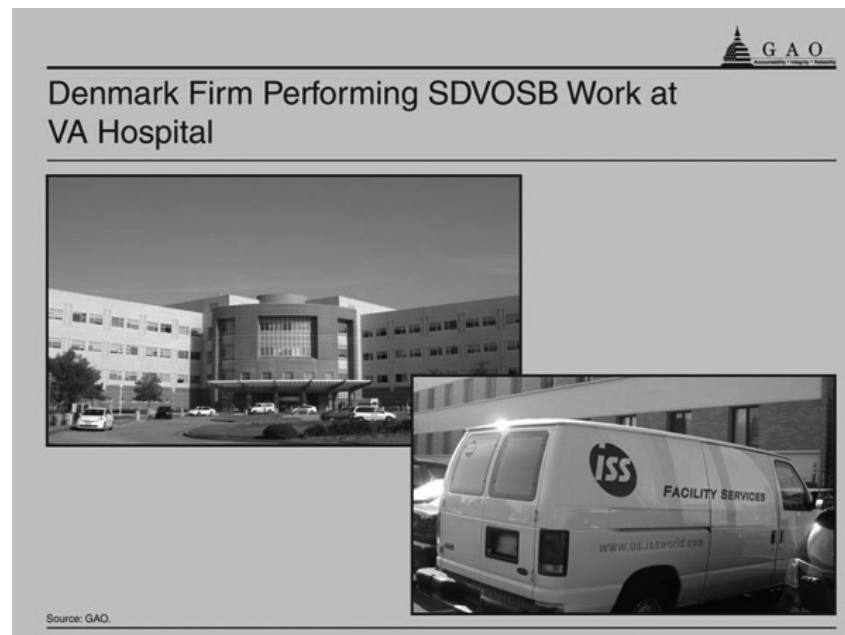 GAO
Accountability * Integrity * Reliability
Denmark Firm Performing SDVOSB Work at
VA Hospital
iss
FACILITY SERVICES
www.us.issworld.com
Source: GAO.